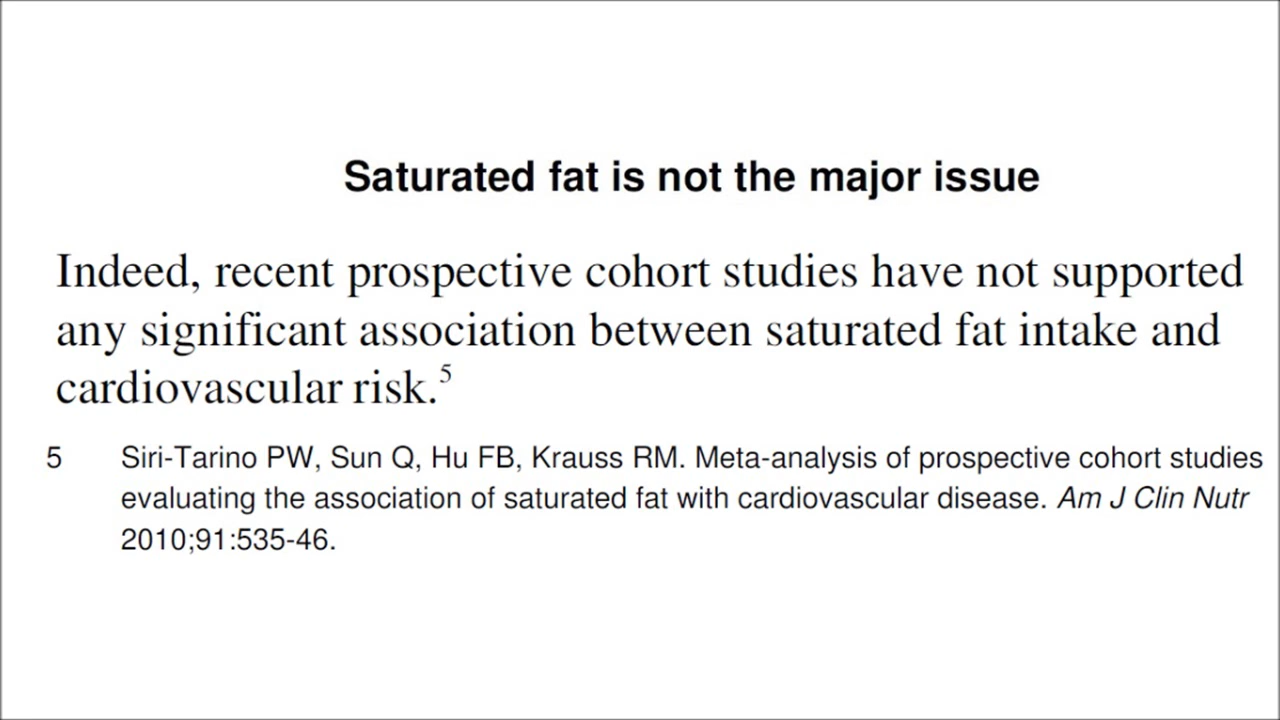 Saturated fat is not the major issue
Indeed, recent prospective cohort studies have not supported
any significant association between saturated fat intake and
cardiovascular risk.5
5 Siri-Tarino PW, Sun Q, Hu FB, Krauss RM. Meta-analysis of prospective cohort studies
evaluating the association of saturated fat with cardiovascular disease. Am J Clin Nutr
2010;91:535-46.